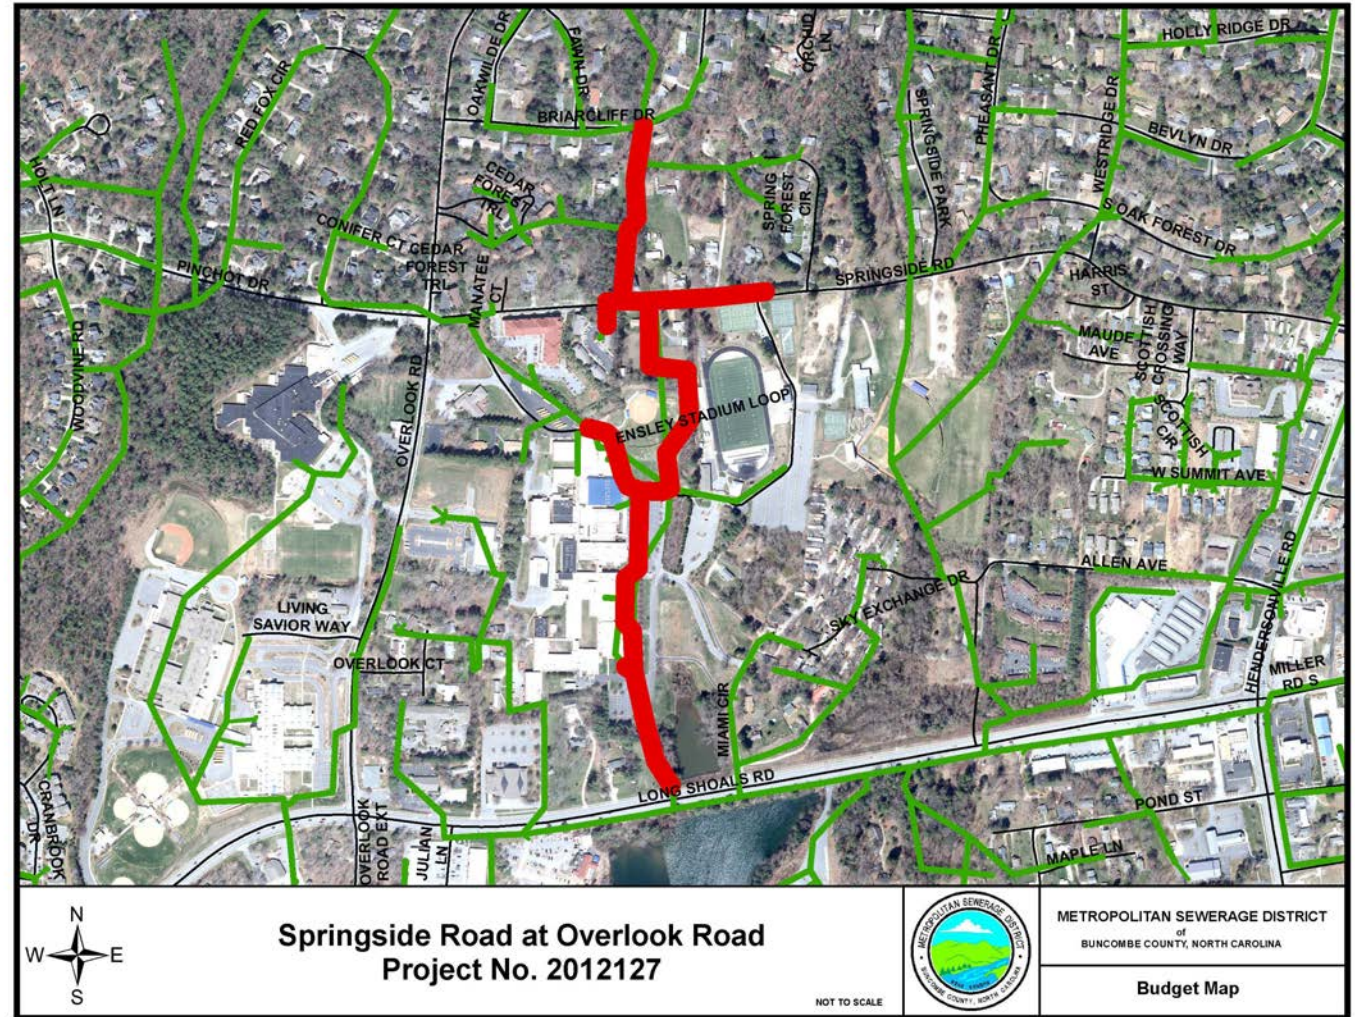 HOLLY RIDGE DR
ORCHID
LN
OAKWILDE DR
FAWN DR
RED FOX CIR
PHEASANT DR
WESTRIDGE DR
BRIARCLIFF DR
SPRINGSIDE PARK
BEVLYN DR
HOLT LN
CEDAR
FOREST
TRL
SPRING
FOREST
CIR
S OAK FOREST DR
CONIFER CT
CEDAR
FOREST
TRL
PINCHOT DR
MANATEE
CT
SPRINGSIDE RD
HARRIS
ST
WOODVINE RD
MAUDE
AVE
SCOTTISH
CROSSING
WAY
OVERLOOK RD
ENSLEY STADIUM LOOP
SCOTTISH
CIR
W SUMMIT AVE
ALLEN AVE
HENDERSONVILLE RD
SKY EXCHANGE DR
LIVING
SAVIOR WAY
OVERLOOK CT
MILLER
RD S
MIAMI CIR
LONG SHOALS RD
POND ST
CRANBROOK
DR
OVERLOOK
ROAD EXT
JULIAN
LN
MAPLE LN
N
W E
S
Springside Road at Overlook Road
Project No. 2012127
NOT TO SCALE
METROPOLITAN SEWERAGE DISTRICT
BUNCOMBE COUNTY, NORTH CAROLINA
METROPOLITAN SEWERAGE DISTRICT
of
BUNCOMBE COUNTY, NORTH CAROLINA
Budget Map